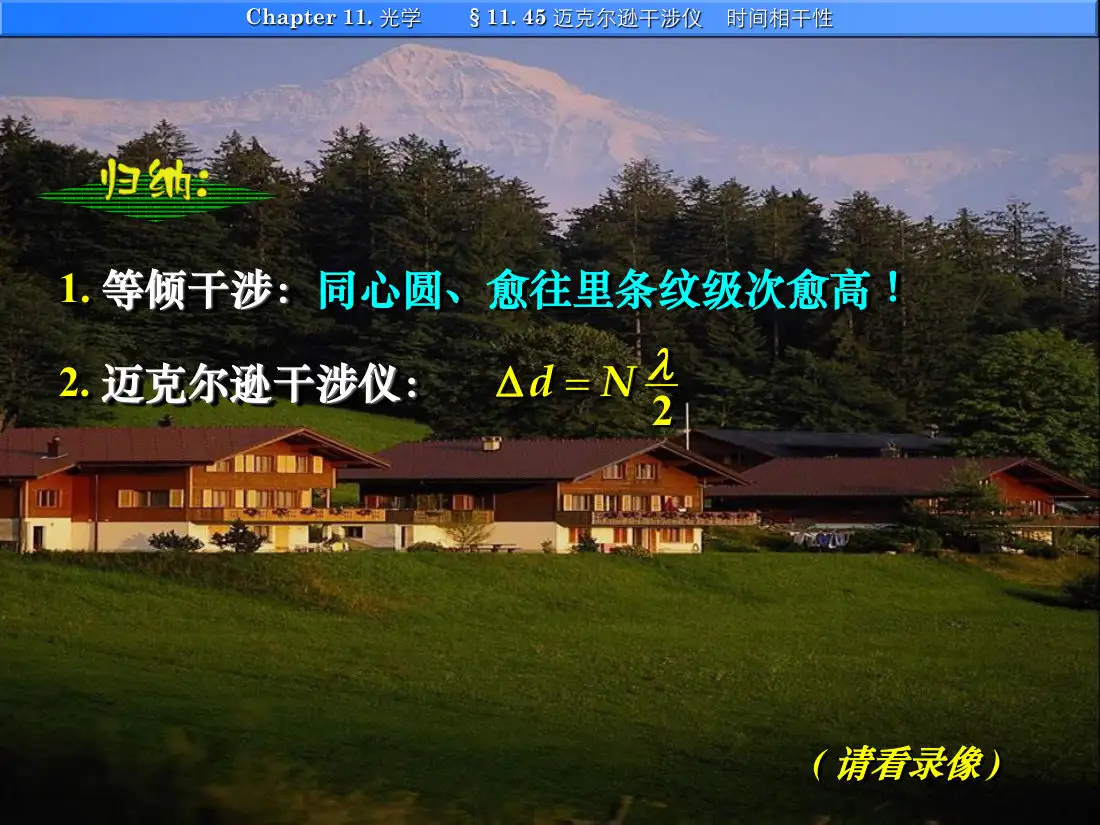 Chapter 11. 光学 § 11. 45 迈克尔逊干涉仪 时间相干性
归纳：
1. 等倾干涉：同心圆、愈往里条纹级次愈高！
2. 迈克尔逊干涉仪： Δd = N λ/2
(请看录像)